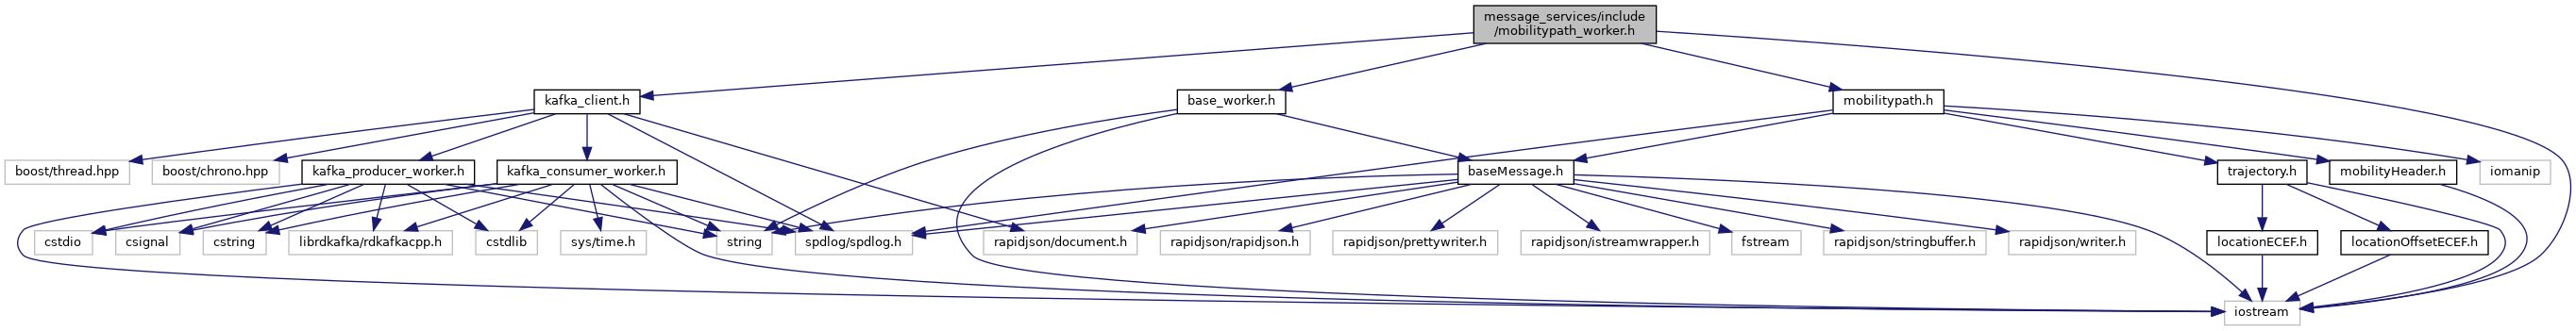 message_services/include
/mobilitypath_worker.h
kafka_client.h
base_worker.h
mobilitypath.h
boost/thread.hpp
boost/chrono.hpp
kafka_producer_worker.h
kafka_consumer_worker.h
baseMessage.h
trajectory.h
mobilityHeader.h
iomanip
cstdio
csignal
cstring
librdkafka/rdkafkacpp.h
cstdlib
sys/time.h
string
spdlog/spdlog.h
rapidjson/document.h
rapidjson/rapidjson.h
rapidjson/prettywriter.h
rapidjson/istreamwrapper.h
fstream
rapidjson/stringbuffer.h
rapidjson/writer.h
locationECEF.h
locationOffsetECEF.h
iostream